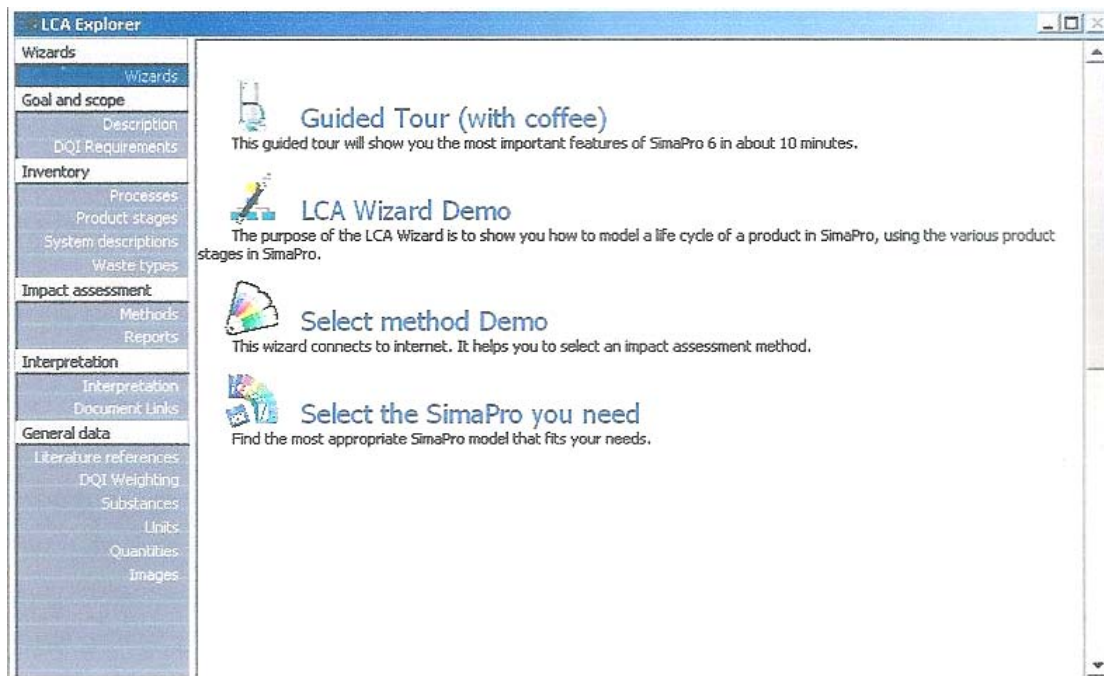 LCA Explorer
Wizards
Wizards
Goal and scope
Description
DQI Requirements
Inventory
Processes
Product stages
System descriptions
Waste types
Impact assessment
Methods
Reports
Interpretation
Interpretation
Document Links
General data
Literature references
DQI Weighting
Substances
Units
Quantities
Images
Guided Tour (with coffee)
This guided tour will show you the most important features of SimaPro 6 in about 10 minutes.
LCA Wizard Demo
The purpose of the LCA Wizard is to show you how to model a life cycle of a product in SimaPro, using the various product
stages in SimaPro.
Select method Demo
This wizard connects to internet. It helps you to select an impact assessment method.
Select the SimaPro you need
Find the most appropriate SimaPro model that fits your needs.